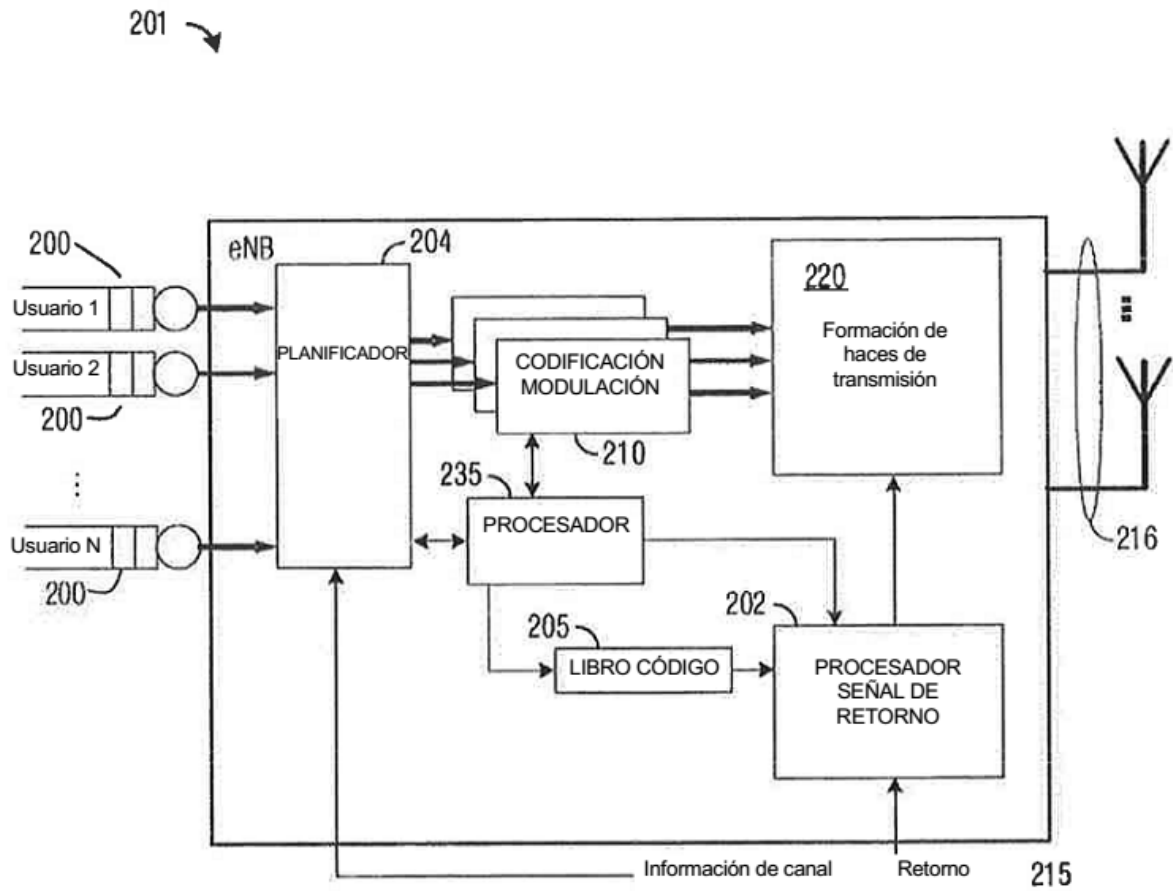 201
200
eNB
204
Usuario 1
PLANIFICADOR
220
Formación de
haces de
transmisión
CODIFICACIÓN
MODULACIÓN
Usuario 2
200
210
235
PROCESADOR
216
Usuario N
200
202
205
LIBRO CÓDIGO
PROCESADOR
SEÑAL DE
RETORNO
Información de canal
Retorno
215